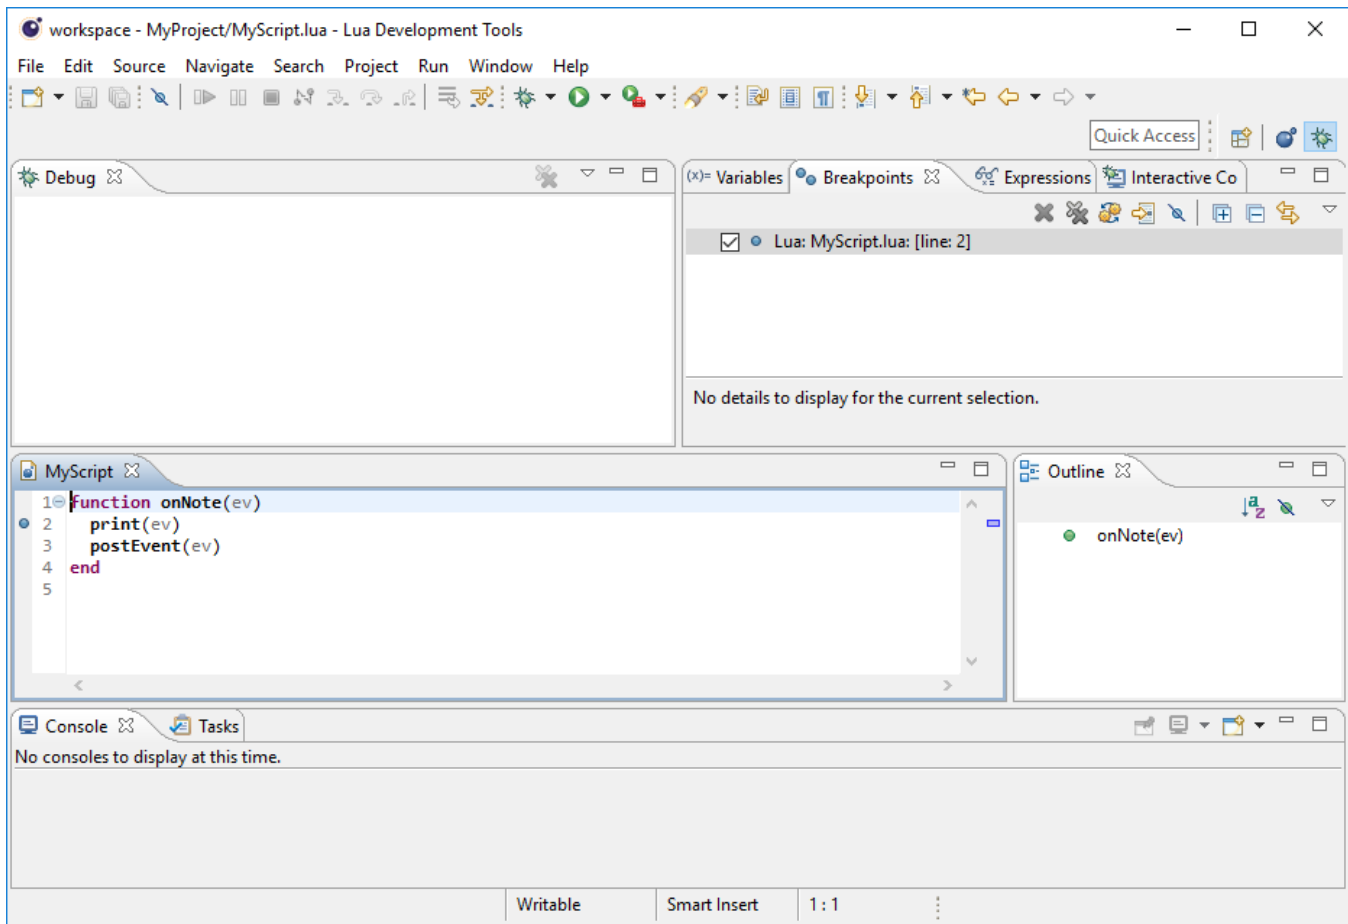 workspace - MyProject/MyScript.lua - Lua Development Tools
File Edit Source Navigate Search Project Run Window Help
Quick Access
Debug
(x)= Variables Breakpoints Expressions Interactive Co
Lua: MyScript.lua: [line: 2]
No details to display for the current selection.
MyScript
1 function onNote(ev)
2 print(ev)
3 postEvent(ev)
4 end
5
Outline
onNote(ev)
Console Tasks
No consoles to display at this time.
Writable Smart Insert 1 : 1